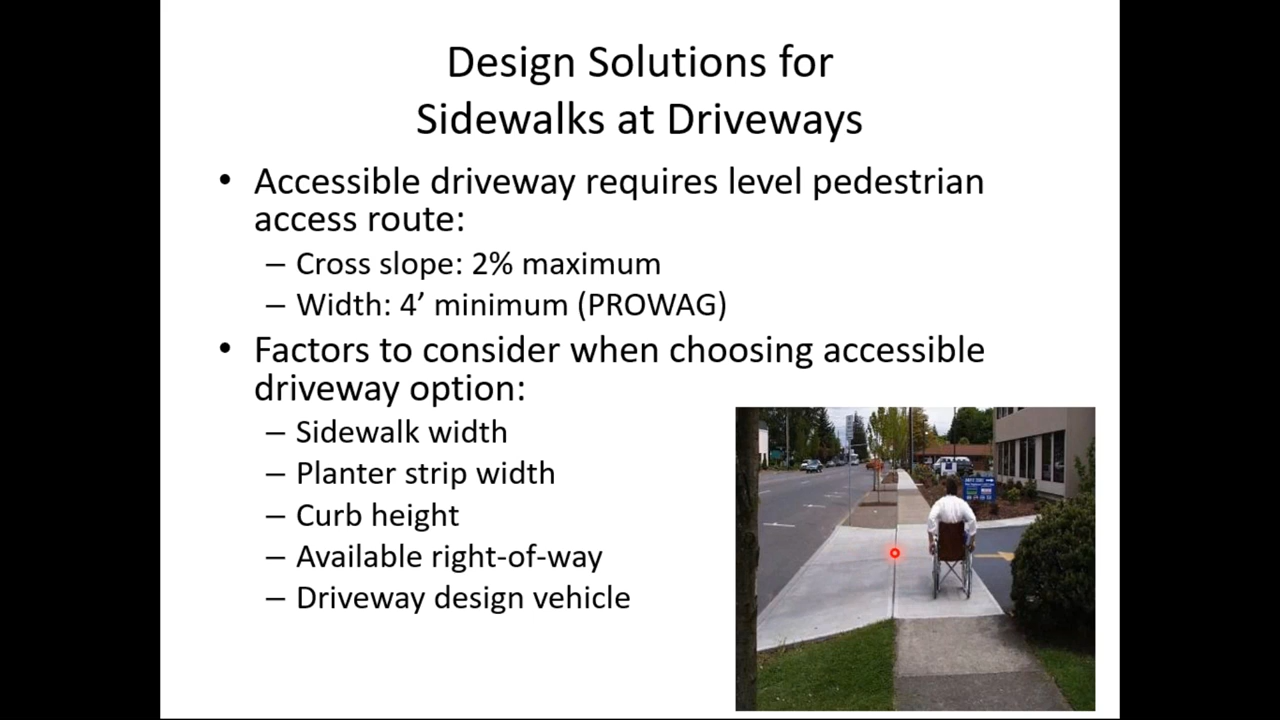 Design Solutions for
Sidewalks at Driveways
• Accessible driveway requires level pedestrian
access route:
– Cross slope: 2% maximum
– Width: 4’ minimum (PROWAG)
• Factors to consider when choosing accessible
driveway option:
– Sidewalk width
– Planter strip width
– Curb height
– Available right-of-way
– Driveway design vehicle